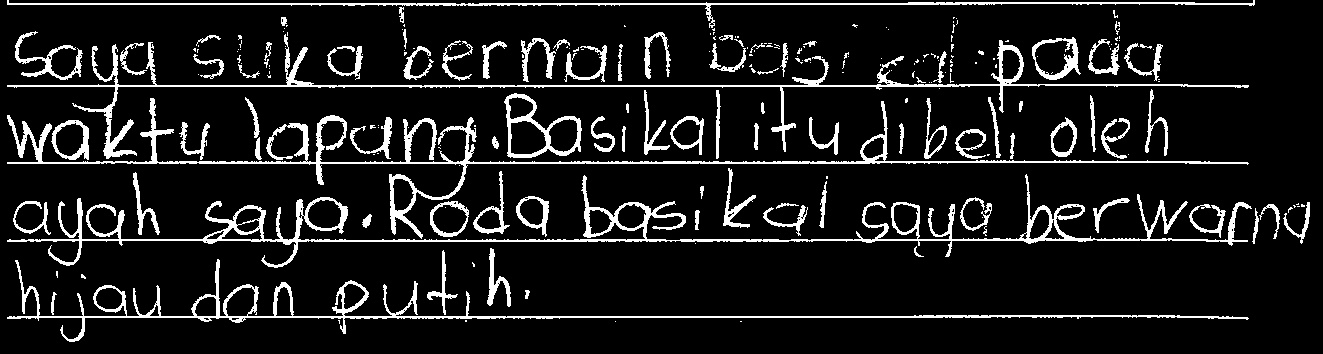 saya suka bermain basikal pada
waktu lapang. Basikal itu dibeli oleh
ayah saya. Roda basikal saya berwarna
hijau dan putih.